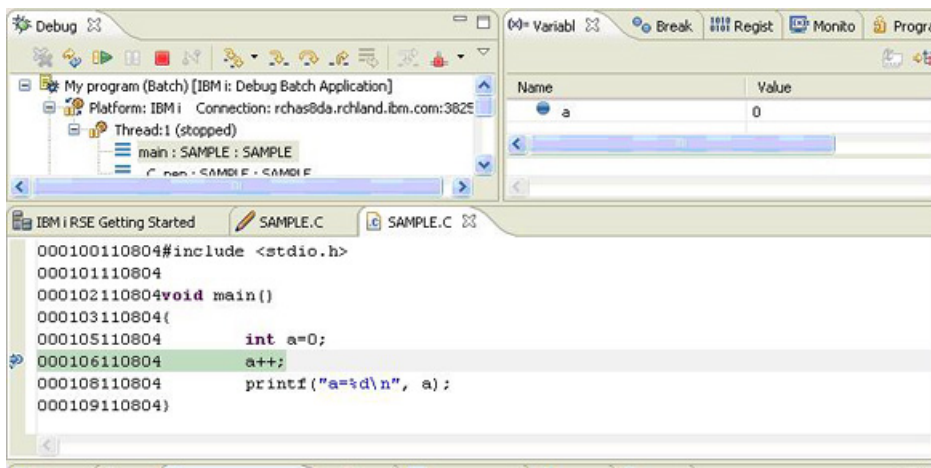 Debug
(x)= Variabl Break Regist Monito Progra
My program (Batch) [IBM i: Debug Batch Application]
Platform: IBM i Connection: rchas8da.rchland.ibm.com:3825
Thread:1 (stopped)
main : SAMPLE : SAMPLE
Name Value
a 0
IBM i RSE Getting Started SAMPLE.C SAMPLE.C
000100110804#include <stdio.h>
000101110804
000102110804void main()
000103110804{
000105110804 int a=0;
000106110804 a++;
000108110804 printf("a=%d\n", a);
000109110804}